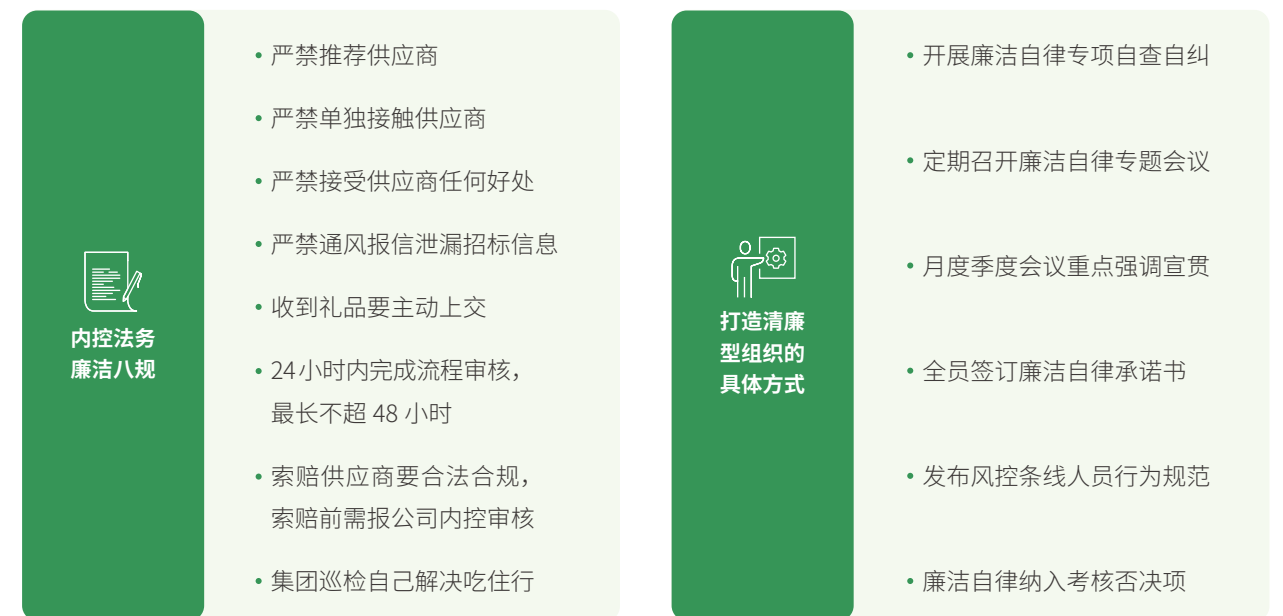 内控法务
廉洁八规
• 严禁推荐供应商
• 严禁单独接触供应商
• 严禁接受供应商任何好处
• 严禁通风报信泄漏招标信息
• 收到礼品要主动上交
• 24小时内完成流程审核，
最长不超 48 小时
• 索赔供应商要合法合规，
索赔前需报公司内控审核
• 集团巡检自己解决吃住行
打造清廉
型组织的
具体方式
• 开展廉洁自律专项自查自纠
• 定期召开廉洁自律专题会议
• 月度季度会议重点强调宣贯
• 全员签订廉洁自律承诺书
• 发布风控条线人员行为规范
• 廉洁自律纳入考核否决项